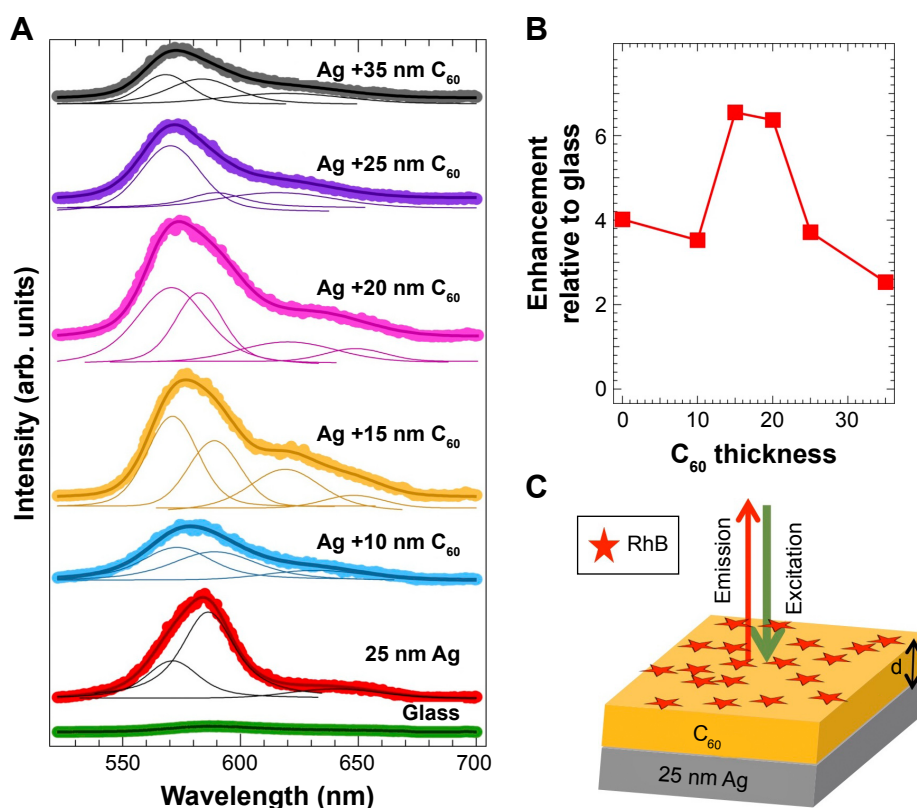 A
Ag +35 nm C₆₀
Ag +25 nm C₆₀
Ag +20 nm C₆₀
Ag +15 nm C₆₀
Ag +10 nm C₆₀
25 nm Ag
Glass
Intensity (arb. units)
550 600 650 700
Wavelength (nm)
B
Enhancement
relative to glass
6
4
2
0
0 10 20 30
C₆₀ thickness
C
RhB
Emission
Excitation
d
C₆₀
25 nm Ag